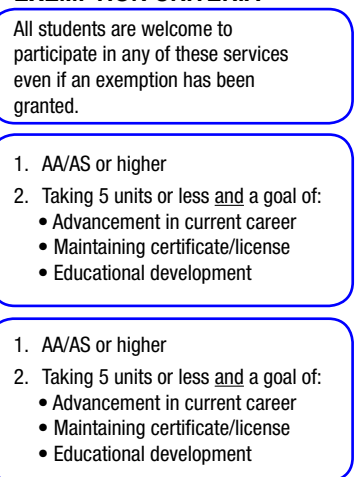 EXEMPTION CRITERIA
All students are welcome to
participate in any of these services
even if an exemption has been
granted.
1. AA/AS or higher
2. Taking 5 units or less and a goal of:
• Advancement in current career
• Maintaining certificate/license
• Educational development
1. AA/AS or higher
2. Taking 5 units or less and a goal of:
• Advancement in current career
• Maintaining certificate/license
• Educational development